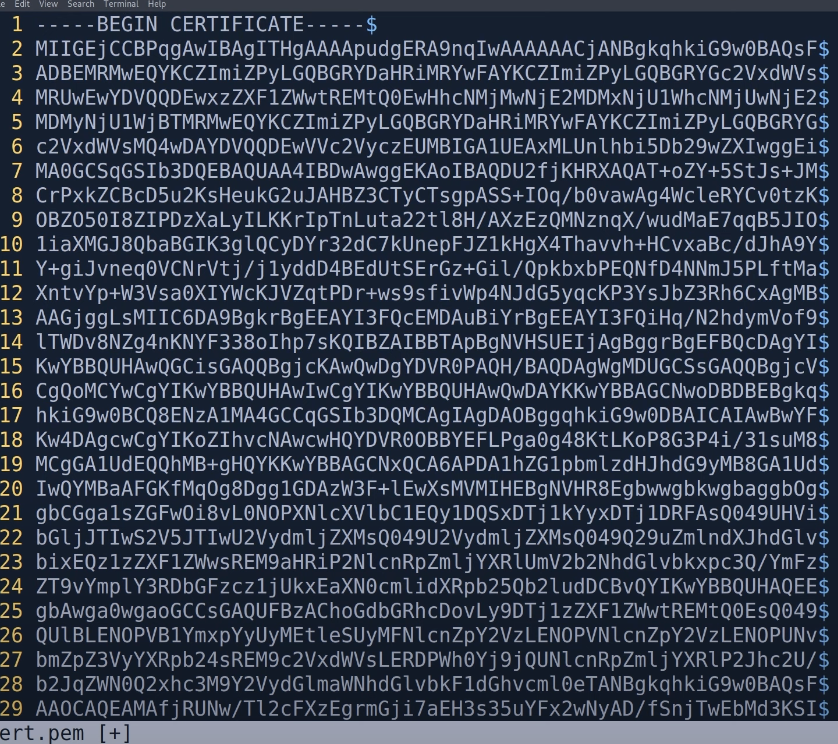 e Edit View Search Terminal Help
1 -----BEGIN CERTIFICATE-----$
2 MIIGEjCCBPqgAwIBAgITHgAAAApudgERA9nqIwAAAAAACjANBgkqhkiG9w0BAQsF$
3 ADBEMRMwEQYKCZImiZPyLGQBGRYDaHRiMRYwFAYKCZImiZPyLGQBGRYGc2VxdWVs$
4 MRUwEwYDVQQDEwxzZXF1ZWwtREMtQ0EwHhcNMjMwNjE2MDMxNjU1WhcNMjUwNjE2$
5 MDMyNjU1WjBTMRMwEQYKCZImiZPyLGQBGRYDaHRiMRYwFAYKCZImiZPyLGQBGRYG$
6 c2VxdWVsMQ4wDAYDVQQDEwVVc2VyczEUMBIGA1UEAxMLUnlhbi5Db29wZXIwggEi$
7 MA0GCSqGSIb3DQEBAQUAA4IBDwAwggEKAoIBAQDU2fjKHRXAQAT+oZY+5StJs+JM$
8 CrPxkZCBcD5u2KsHeukG2uJAHBZ3CTyCTsgpASS+IOq/b0vawAg4WcleRYCv0tzK$
9 OBZO50I8ZIPDzXaLyILKKrIpTnLuta22tl8H/AXzEzQMNznqX/wudMaE7qqB5JIO$
10 1iaXMGJ8QbaBGIK3glQCyDYr32dC7kUnepFJZ1kHgX4Thavvh+HCvxaBc/dJhA9Y$
11 Y+giJvneq0VCNrVtj/j1yddD4BEdUtSErGz+Gil/QpkbxbPEQNfD4NNmJ5PLftMa$
12 XntvYp+W3Vsa0XIYWcKJVZqtPDr+ws9sfivWp4NJdG5yqcKP3YsJbZ3Rh6CxAgMB$
13 AAGjggLsMIIC6DA9BgkrBgEEAYI3FQcEMDAuBiYrBgEEAYI3FQiHq/N2hdymVof9$
14 lTWDv8NZg4nKNYF338oIhp7sKQIBZAIBBTApBgNVHSUEIjAgBggrBgEFBQcDAgYI$
15 KwYBBQUHAwQGCisGAQQBgjcKAwQwDgYDVR0PAQH/BAQDAgWgMDUGCSsGAQQBgjcV$
16 CgQoMCYwCgYIKwYBBQUHAwIwCgYIKwYBBQUHAwQwDAYKKwYBBAGCNwoDBDBEBgkq$
17 hkiG9w0BCQ8ENzA1MA4GCCqGSIb3DQMCAgIAgDAOBggqhkiG9w0DBAICAIAwBwYF$
18 Kw4DAgcwCgYIKoZIhvcNAwcwHQYDVR0OBBYEFLPga0g48KtLKoP8G3P4i/31suM8$
19 MCgGA1UdEQQhMB+gHQYKKwYBBAGCNxQCA6APDA1hZG1pbmlzdHJhdG9yMB8GA1Ud$
20 IwQYMBaAFGKfMqOg8Dgg1GDAzW3F+lEwXsMVMIHEBgNVHR8EgbwwgbkwgbaggbOg$
21 gbCGga1sZGFwOi8vL0NOPXNlcXVlbC1EQy1DQSxDTj1kYyxDTj1DRFAsQ049UHVi$
22 bGljJTIwS2V5JTIwU2VydmljZXMsQ049U2VydmljZXMsQ049Q29uZmlndXJhdGlv$
23 bixEQz1zZXF1ZWwsREM9aHRiP2NlcnRpZmljYXRlUmV2b2NhdGlvbkxpc3Q/YmFz$
24 ZT9vYmplY3RDbGFzcz1jUkxEaXN0cmlidXRpb25Qb2ludDCBvQYIKwYBBQUHAQEE$
25 gbAwga0wgaoGCCsGAQUFBzAChoGdbGRhcDovLy9DTj1zZXF1ZWwtREMtQ0EsQ049$
26 QUlBLENOPVB1YmxpYyUyMEtleSUyMFNlcnZpY2VzLENOPVNlcnZpY2VzLENOPUNv$
27 bmZpZ3VyYXRpb24sREM9c2VxdWVsLERDPWh0Yj9jQUNlcnRpZmljYXRlP2Jhc2U/$
28 b2JqZWN0Q2xhc3M9Y2VydGlmaWNhdGlvbkF1dGhvcml0eTANBgkqhkiG9w0BAQsF$
29 AAOCAQEAMAfjRUNw/Tl2cFXzEgrmGji7aEH3s35uYFx2wNyAD/fSnjTwEbMd3KSI$
ert.pem [+]